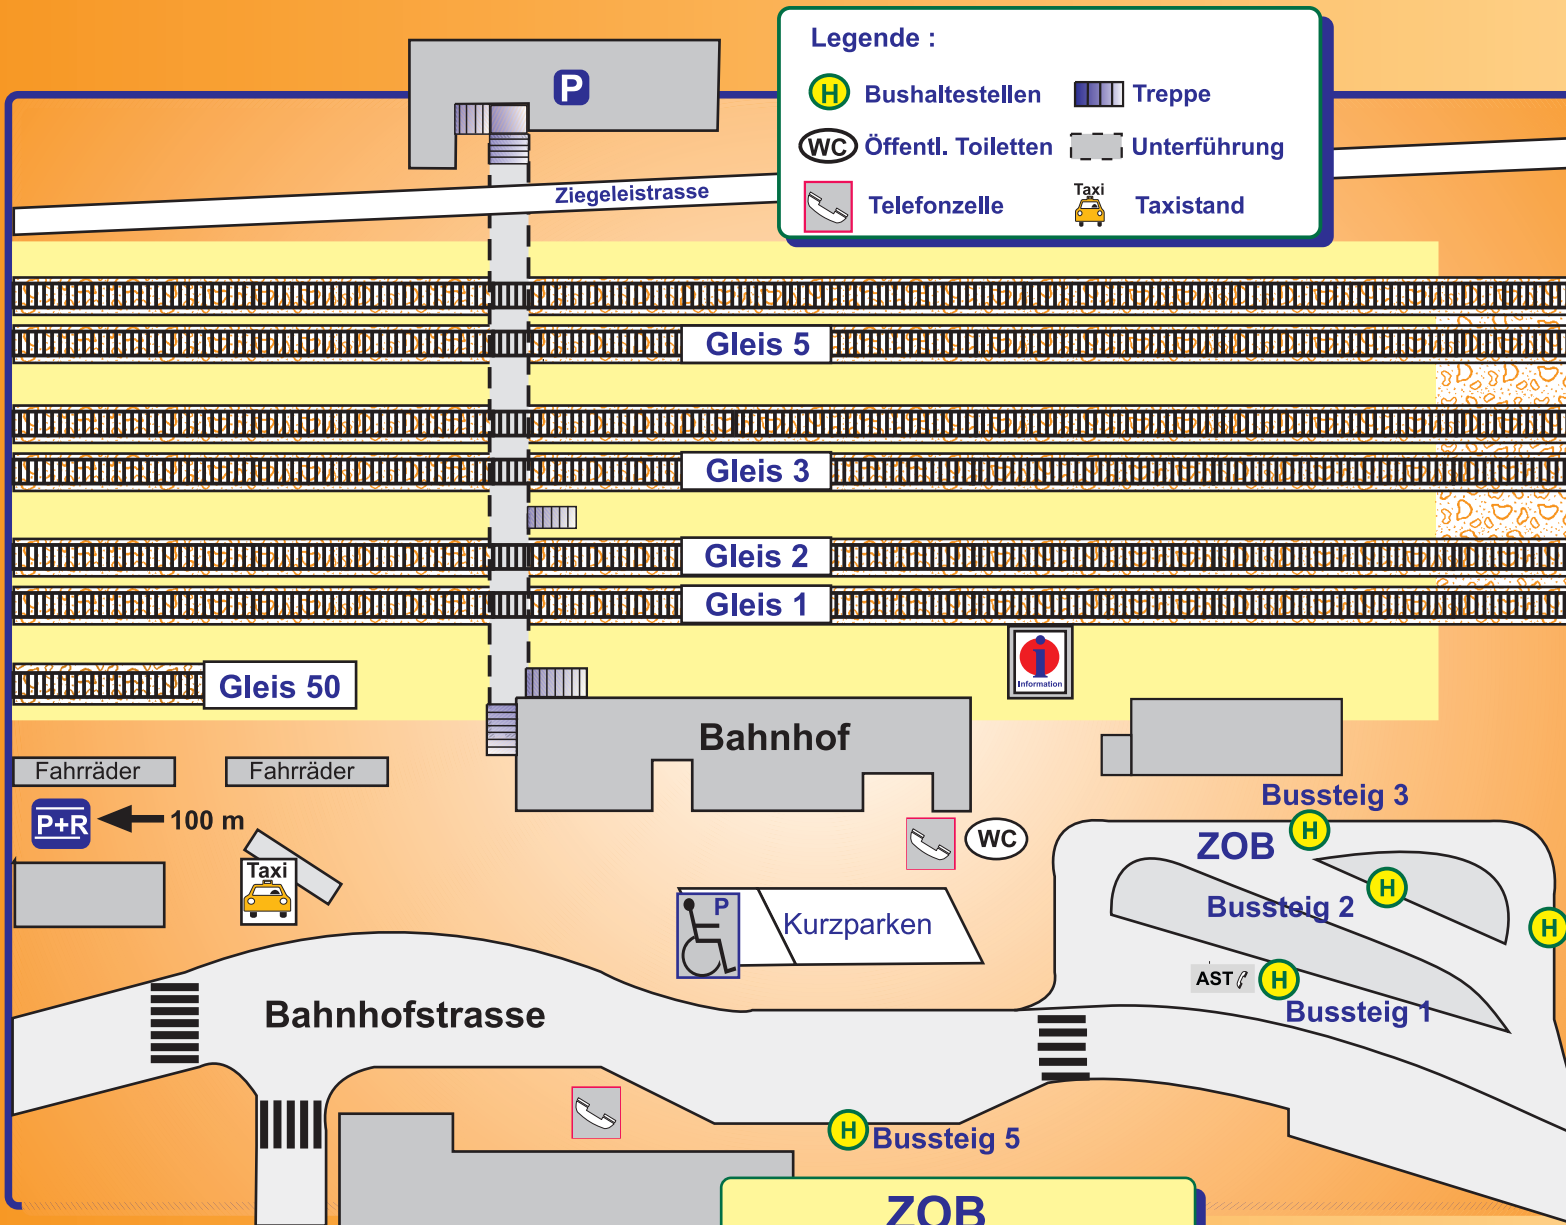 Legende :
H Bushaltestellen
Treppe
WC Öffentl. Toiletten
Unterführung
Telefonzelle
Taxi
Taxistand
P
Ziegeleistrasse
Gleis 5
Gleis 3
Gleis 2
Gleis 1
i
Information
Gleis 50
Bahnhof
Fahrräder
Fahrräder
P+R
100 m
Taxi
WC
P
Kurzparken
Bussteig 3
H
ZOB
H
Bussteig 2
H
AST
H
Bussteig 1
Bahnhofstrasse
H
Bussteig 5
ZOB